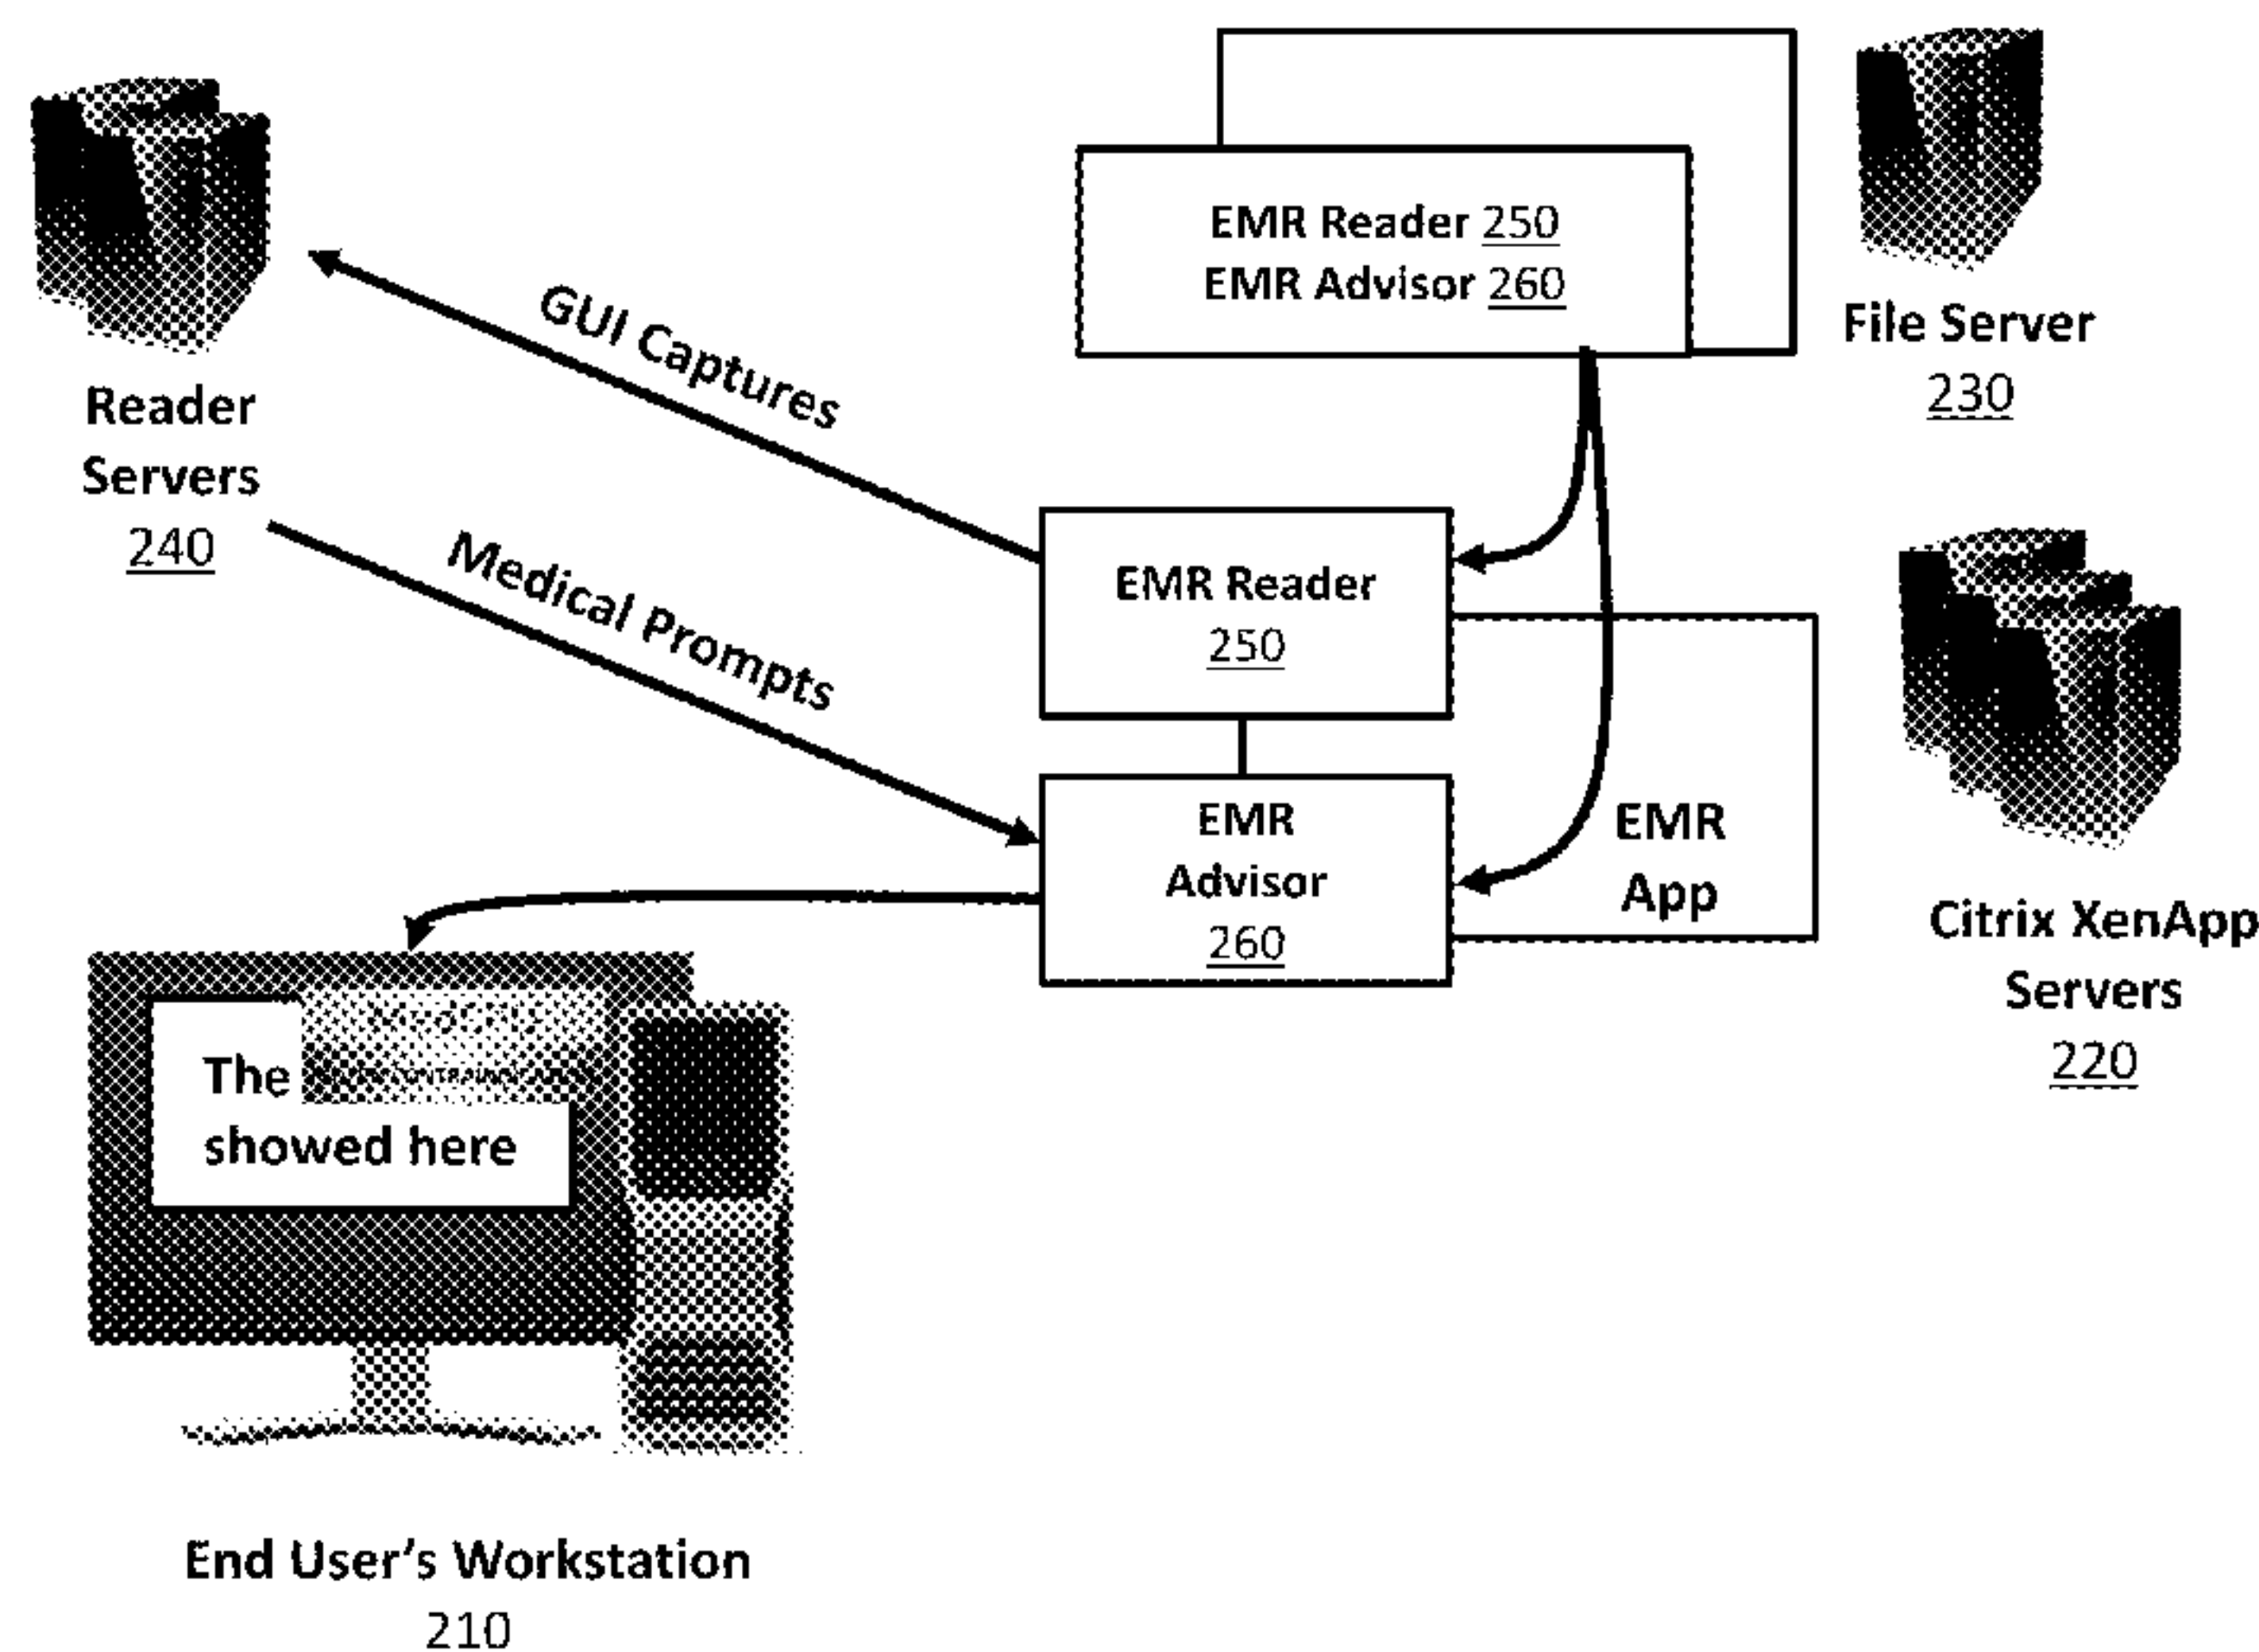 EMR Reader 250
EMR Advisor 260
File Server
230
GUI Captures
Reader
Servers
240
Medical Prompts
EMR Reader
250
EMR
Advisor
260
EMR
App
Citrix XenApp
Servers
220
The
showed here
End User's Workstation
210